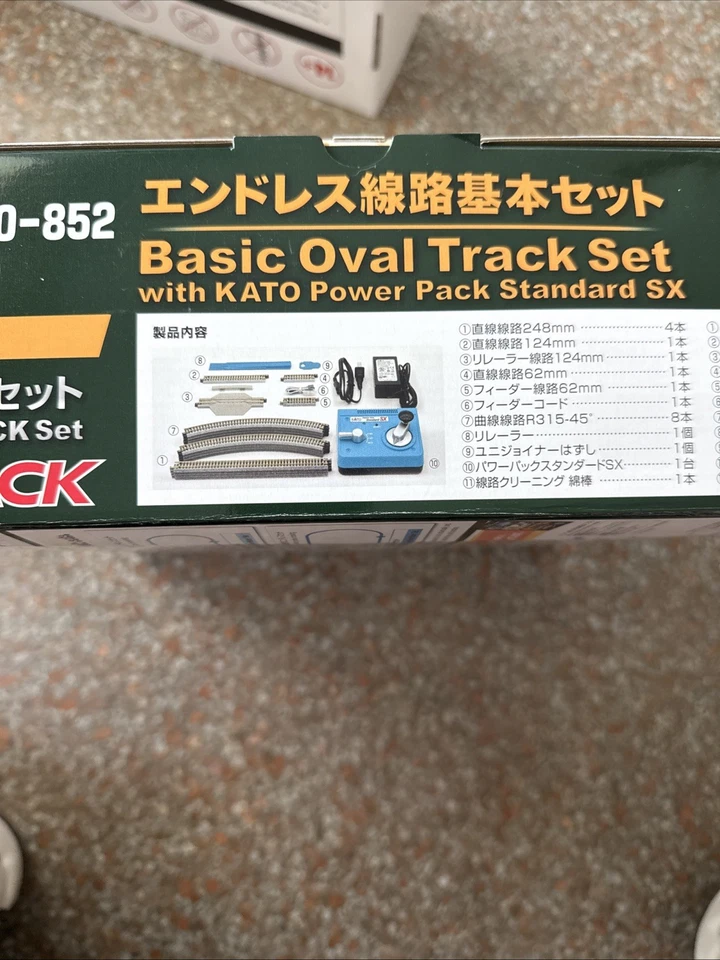 0-852
エンドレス線路基本セット
Basic Oval Track Set
with KATO Power Pack Standard SX
セット
CK Set
ACK
製品内容
①直線線路248mm 4本
②直線線路124mm 1本
③リレーラー線路124mm 1本
④直線線路62mm 1本
⑤フィーダー線路62mm 1本
⑥フィーダーコード 1本
⑦曲線線路R315-45° 8本
⑧リレーラー 1個
⑨ユニジョイナーはずし 1個
⑩パワーパックスタンダードSX 1台
⑪線路クリーニング 綿棒 1本